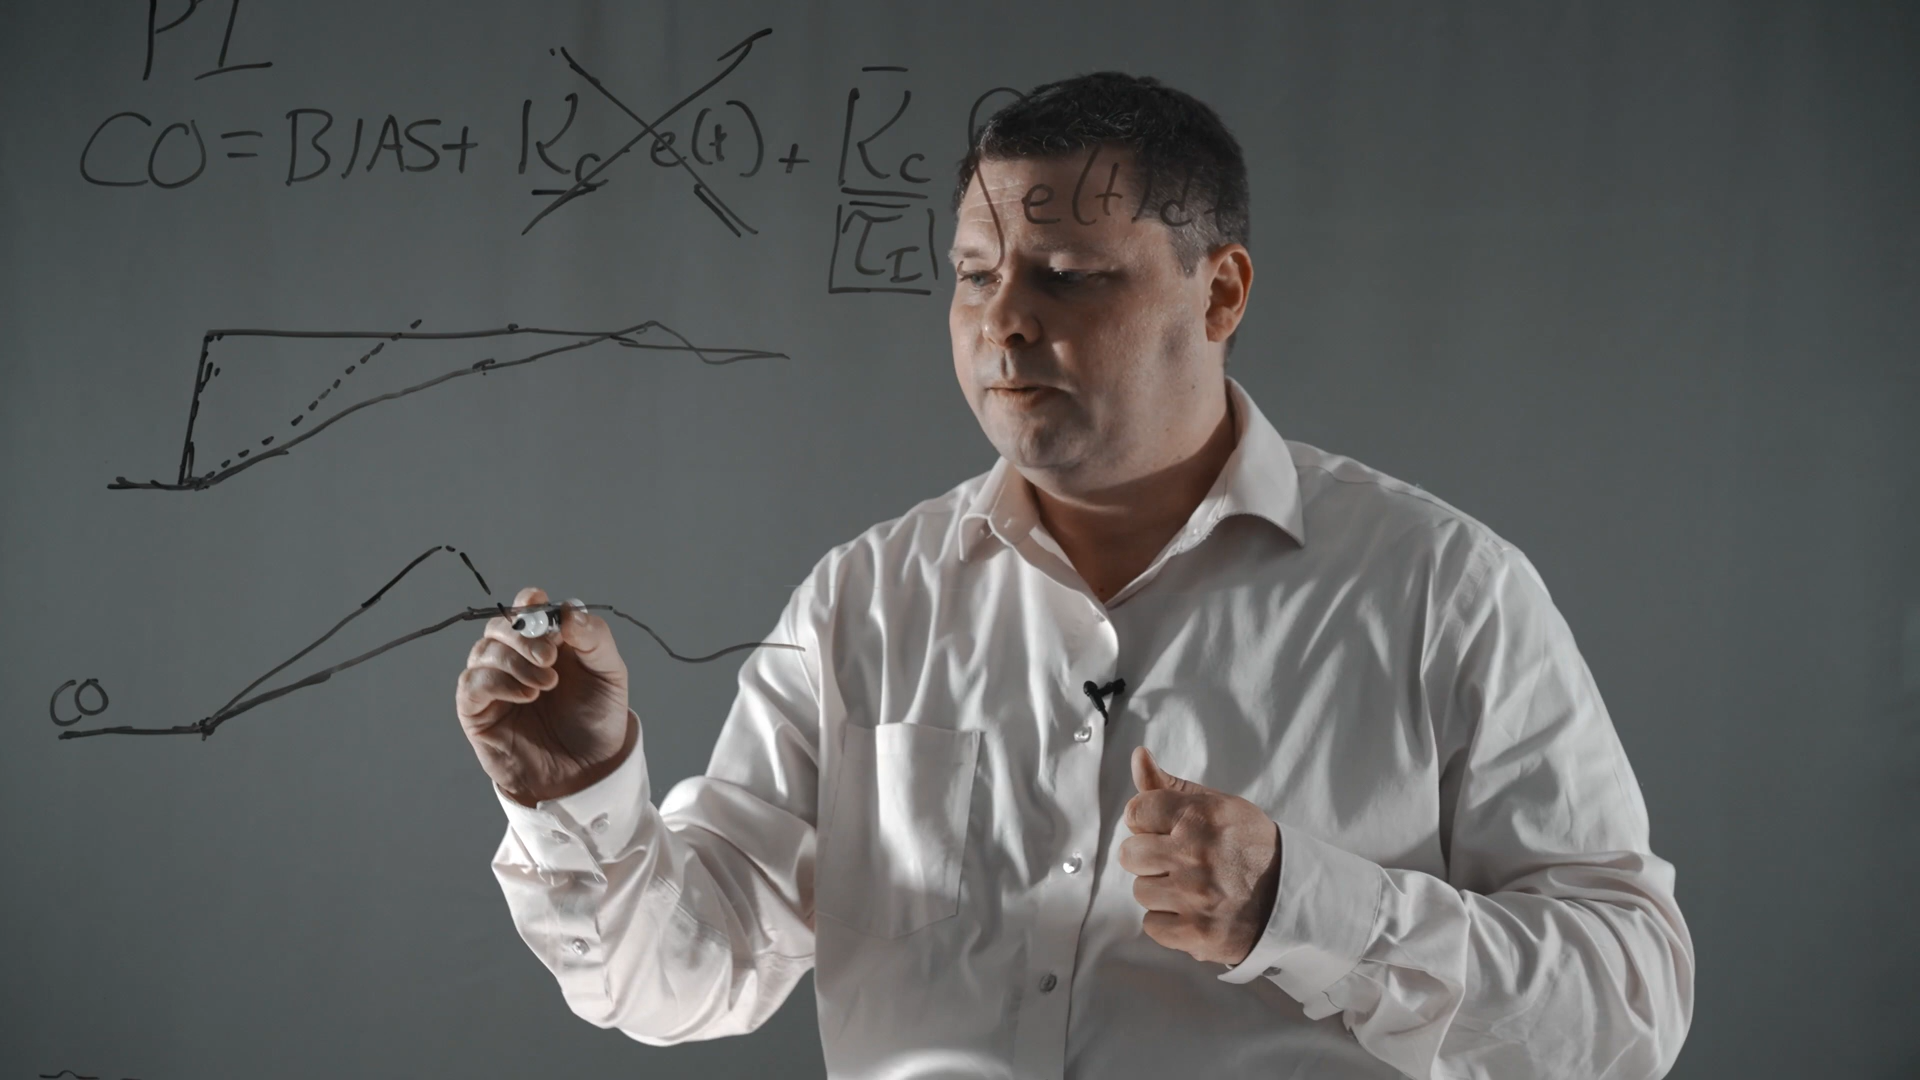 PI
CO = BIAS + Kc · e(t) + Kc/τI ∫ e(t)dt
CO